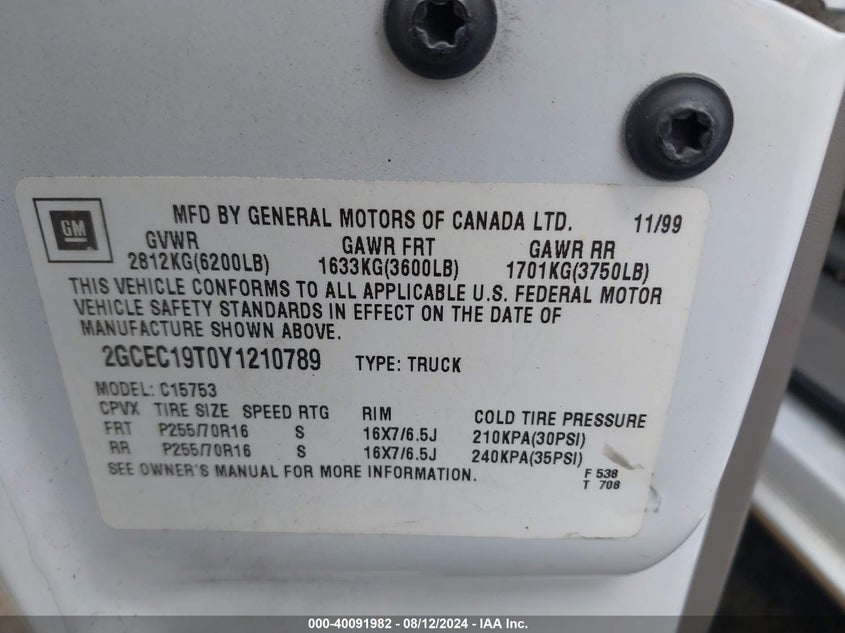 GM
MFD BY GENERAL MOTORS OF CANADA LTD. 11/99
GVWR GAWR FRT GAWR RR
2812KG(6200LB) 1633KG(3600LB) 1701KG(3750LB)
THIS VEHICLE CONFORMS TO ALL APPLICABLE U.S. FEDERAL MOTOR
VEHICLE SAFETY STANDARDS IN EFFECT ON THE DATE OF
MANUFACTURE SHOWN ABOVE.
2GCEC19T0Y1210789 TYPE: TRUCK
MODEL: C15753
CPVX TIRE SIZE SPEED RTG RIM COLD TIRE PRESSURE
FRT P255/70R16 S 16X7/6.5J 210KPA(30PSI)
RR P255/70R16 S 16X7/6.5J 240KPA(35PSI)
SEE OWNER'S MANUAL FOR MORE INFORMATION.
F 538
T 708
000-40091982 - 08/12/2024 - IAA Inc.